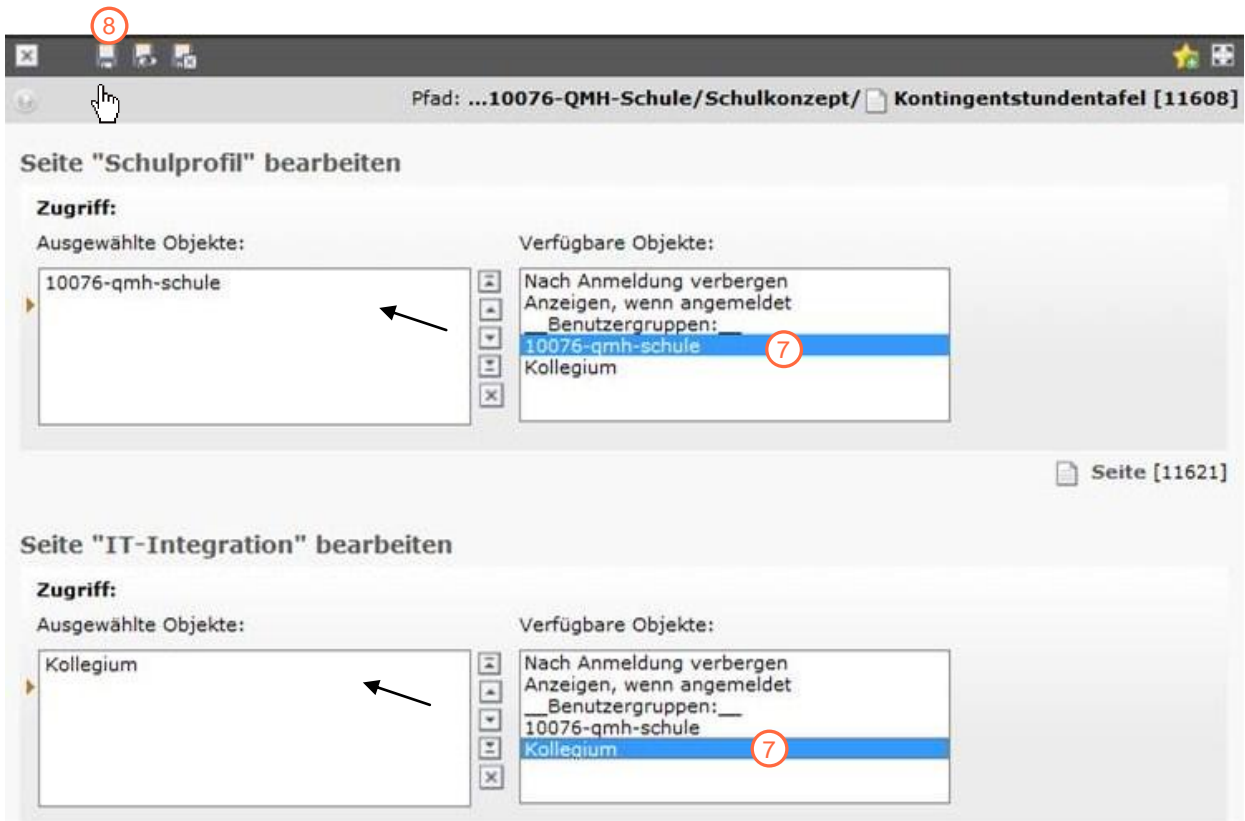 8
Pfad: ...10076-QMH-Schule/Schulkonzept/ Kontingentstundentafel [11608]
Seite "Schulprofil" bearbeiten
Zugriff:
Ausgewählte Objekte:
Verfügbare Objekte:
10076-qmh-schule
Nach Anmeldung verbergen
Anzeigen, wenn angemeldet
__Benutzergruppen:__
10076-qmh-schule
7
Kollegium
Seite [11621]
Seite "IT-Integration" bearbeiten
Zugriff:
Ausgewählte Objekte:
Verfügbare Objekte:
Kollegium
Nach Anmeldung verbergen
Anzeigen, wenn angemeldet
__Benutzergruppen:__
10076-qmh-schule
Kollegium
7